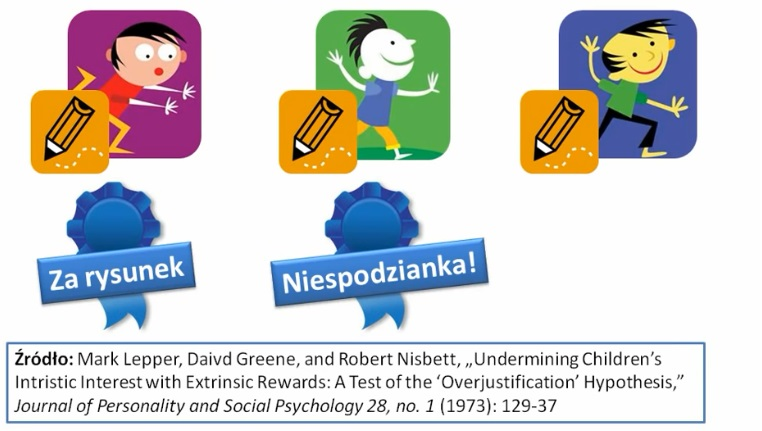 Za rysunek
Niespodzianka!
Źródło: Mark Lepper, Daivd Greene, and Robert Nisbett, „Undermining Children’s
Intristic Interest with Extrinsic Rewards: A Test of the ‘Overjustification’ Hypothesis,”
Journal of Personality and Social Psychology 28, no. 1 (1973): 129-37